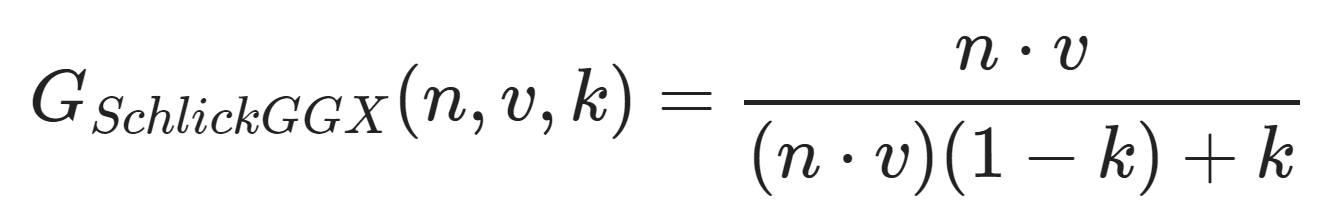 G_{SchlickGGX}(n, v, k) = \frac{n \cdot v}{(n \cdot v)(1 - k) + k}